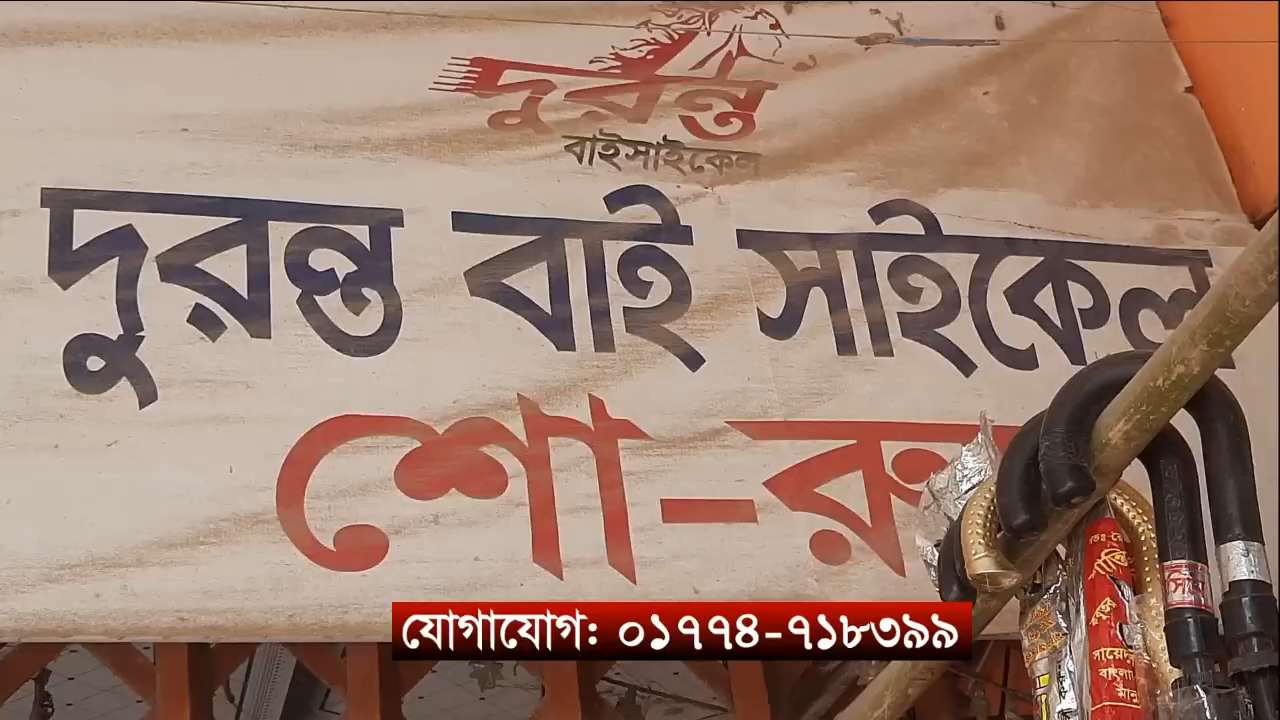 দুরন্ত
বাইসাইকেল
দুরন্ত বাই সাইকেল
শো-রু
যোগাযোগঃ ০১৭৭৪-৭১৮৩৯৯